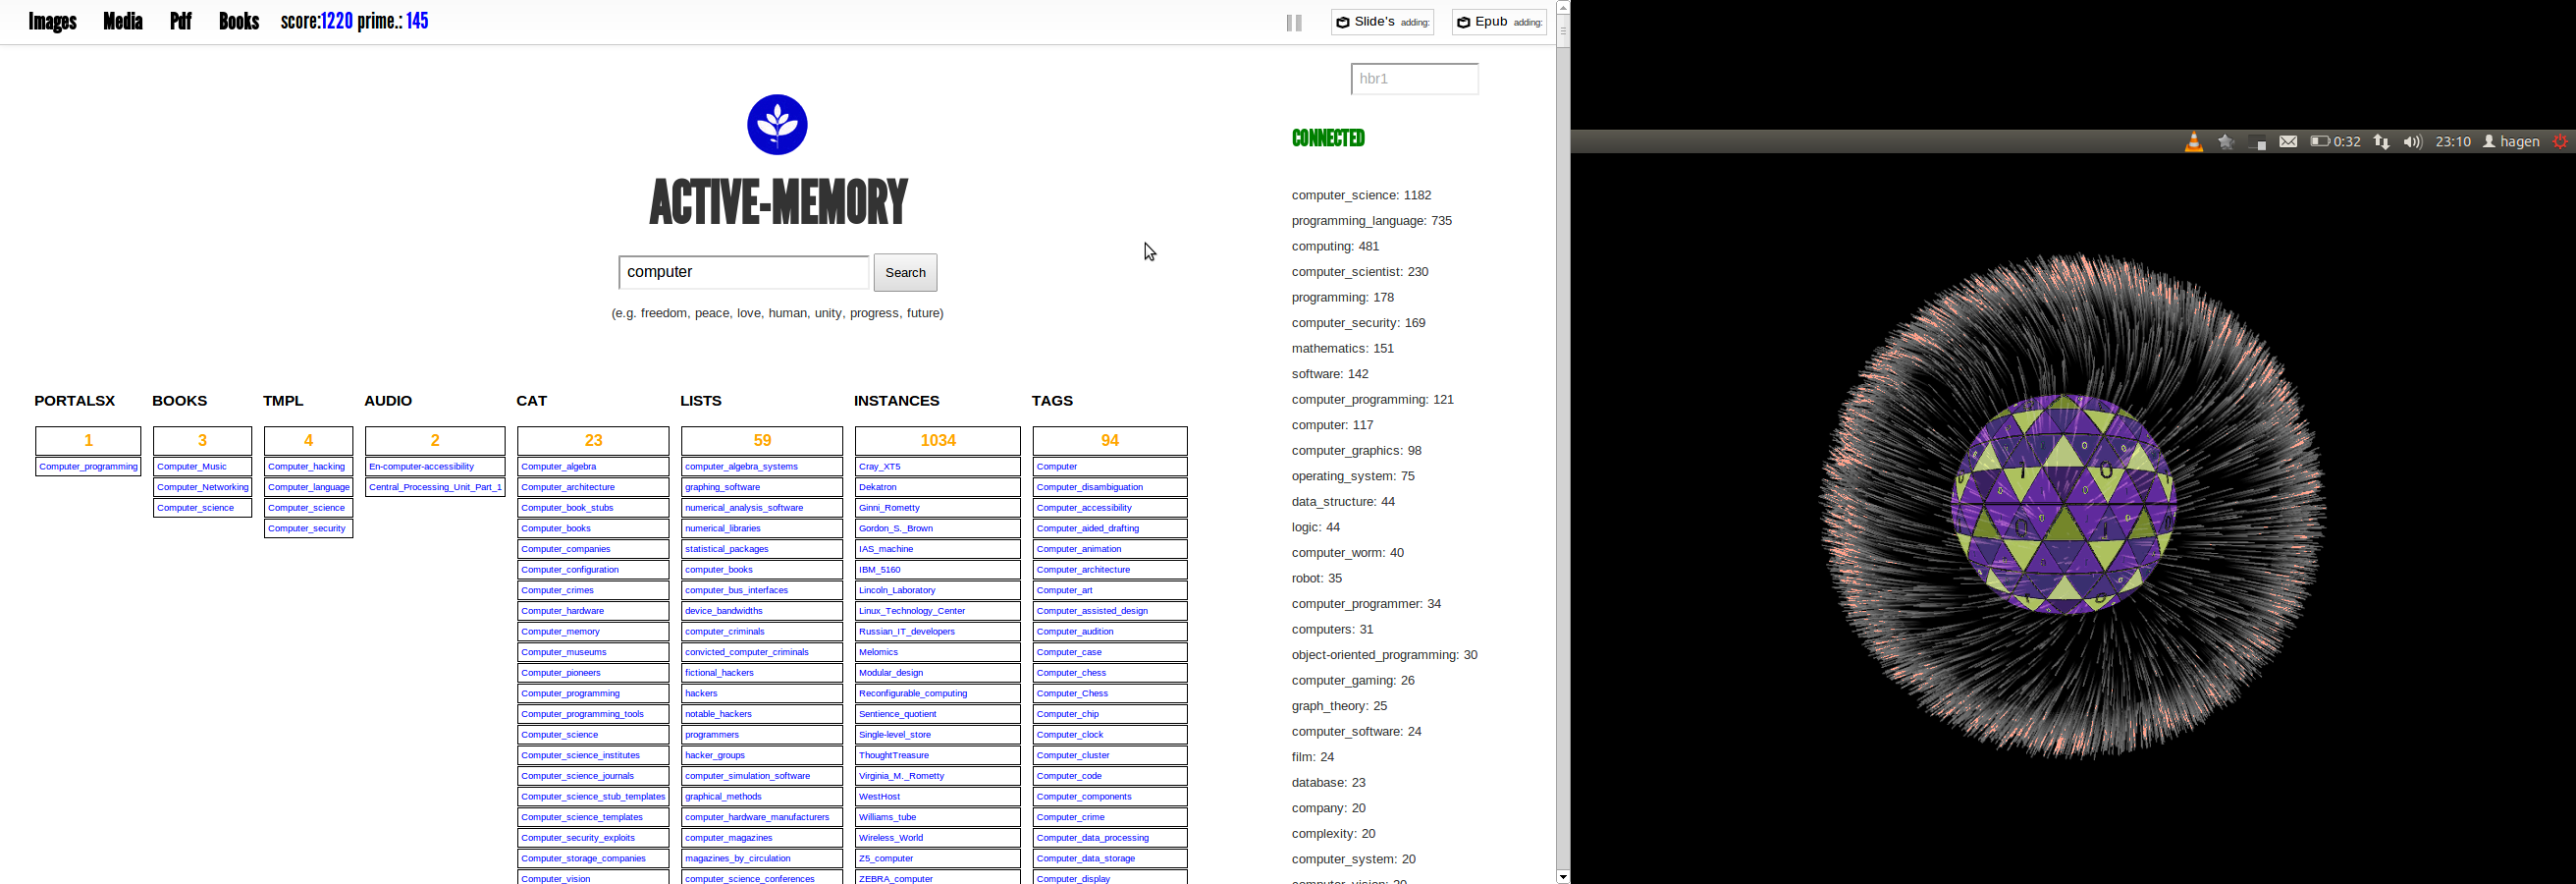 Images Media Pdf Books score:1220 prime.: 145
Slide's adding: Epub adding:
hbr1
ACTIVE-MEMORY
computer Search
(e.g. freedom, peace, love, human, unity, progress, future)
PORTALSX
1
Computer_programming
BOOKS
3
Computer_Music
Computer_Networking
Computer_science
TMPL
4
Computer_hacking
Computer_language
Computer_science
Computer_security
AUDIO
2
En-computer-accessibility
Central_Processing_Unit_Part_1
CAT
23
Computer_algebra
Computer_architecture
Computer_book_stubs
Computer_books
Computer_companies
Computer_configuration
Computer_crimes
Computer_hardware
Computer_memory
Computer_museums
Computer_pioneers
Computer_programming
Computer_programming_tools
Computer_science
Computer_science_institutes
Computer_science_journals
Computer_science_stub_templates
Computer_science_templates
Computer_security_exploits
Computer_storage_companies
Computer_vision
LISTS
59
computer_algebra_systems
graphing_software
numerical_analysis_software
numerical_libraries
statistical_packages
computer_books
computer_bus_interfaces
device_bandwidths
computer_criminals
convicted_computer_criminals
fictional_hackers
hackers
notable_hackers
programmers
hacker_groups
computer_simulation_software
graphical_methods
computer_hardware_manufacturers
computer_magazines
magazines_by_circulation
computer_science_conferences
INSTANCES
1034
Cray_XT5
Dekatron
Ginni_Rometty
Gordon_S._Brown
IAS_machine
IBM_5160
Lincoln_Laboratory
Linux_Technology_Center
Russian_IT_developers
Melomics
Modular_design
Reconfigurable_computing
Sentience_quotient
Single-level_store
ThoughtTreasure
Virginia_M._Rometty
WestHost
Williams_tube
Wireless_World
Z5_computer
ZEBRA_computer
TAGS
94
Computer
Computer_disambiguation
Computer_accessibility
Computer_aided_drafting
Computer_animation
Computer_architecture
Computer_art
Computer_assisted_design
Computer_audition
Computer_case
Computer_chess
Computer_Chess
Computer_chip
Computer_clock
Computer_cluster
Computer_code
Computer_components
Computer_crime
Computer_data_processing
Computer_data_storage
Computer_display
CONNECTED
computer_science: 1182
programming_language: 735
computing: 481
computer_scientist: 230
programming: 178
computer_security: 169
mathematics: 151
software: 142
computer_programming: 121
computer: 117
computer_graphics: 98
operating_system: 75
data_structure: 44
logic: 44
computer_worm: 40
robot: 35
computer_programmer: 34
computers: 31
object-oriented_programming: 30
computer_gaming: 26
graph_theory: 25
computer_software: 24
film: 24
database: 23
company: 20
complexity: 20
computer_system: 20
computer_vision: 20
0:32 23:10 hagen